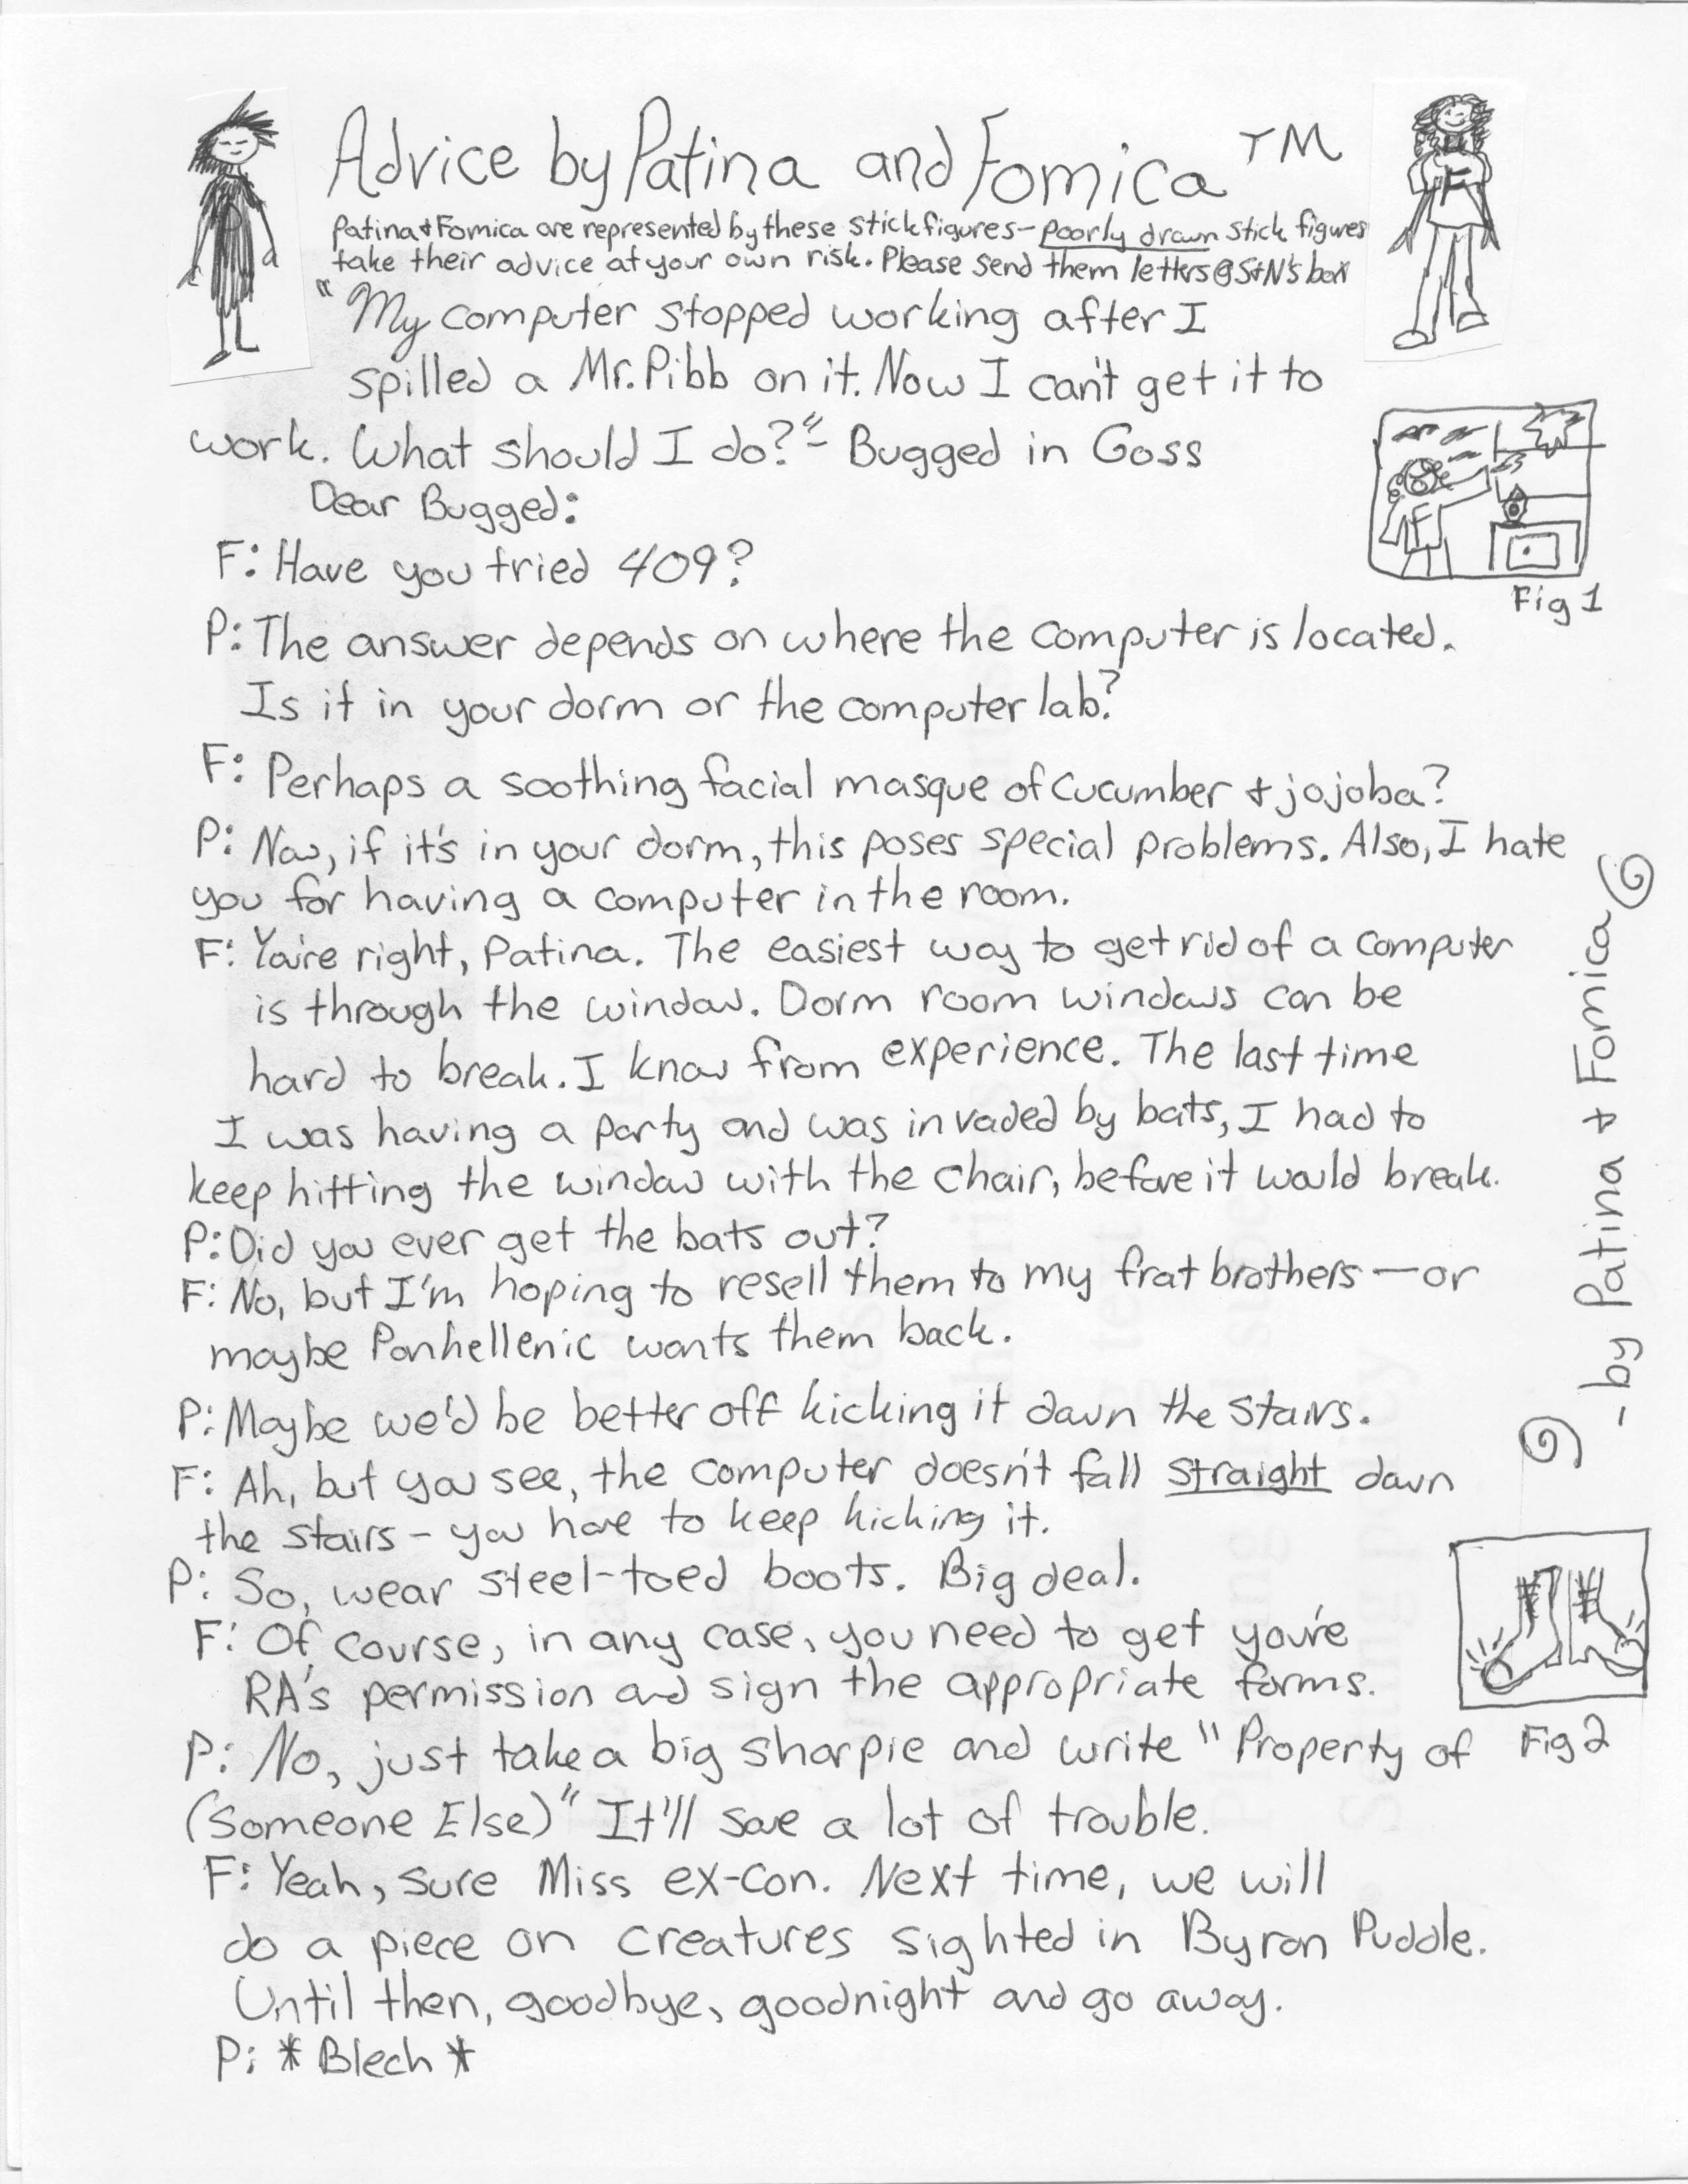 Advice by Patina and Fomica TM
Patina & Fomica are represented by these stick figures - poorly drawn stick figures
take their advice at your own risk. Please send them letters @ S&N's box
"My computer stopped working after I
spilled a Mr. Pibb on it. Now I can't get it to
work. What should I do?" - Bugged in Goss
Dear Bugged:
F: Have you tried 409?
Fig 1
P: The answer depends on where the computer is located.
Is it in your dorm or the computer lab?
F: Perhaps a soothing facial masque of cucumber & jojoba?
P: Now, if it's in your dorm, this poses special problems. Also, I hate
you for having a computer in the room.
F: You're right, Patina. The easiest way to get rid of a computer
is through the window. Dorm room windows can be
hard to break. I know from experience. The last time
I was having a party and was invaded by bats, I had to
keep hitting the window with the chair, before it would break.
P: Did you ever get the bats out?
F: No, but I'm hoping to resell them to my frat brothers — or
maybe Panhellenic wants them back.
P: Maybe we'd be better off kicking it down the stairs.
F: Ah, but you see, the computer doesn't fall straight down
the stairs - you have to keep kicking it.
P: So, wear steel-toed boots. Big deal.
F: Of course, in any case, you need to get you're
RA's permission and sign the appropriate forms.
P: No, just take a big sharpie and write "Property of
Fig 2
(Someone Else)" It'll save a lot of trouble.
F: Yeah, sure Miss ex-con. Next time, we will
do a piece on creatures sighted in Byron Puddle.
Until then, goodbye, goodnight and go away.
P: *Blech*
- by Patina & Fomica
F
F